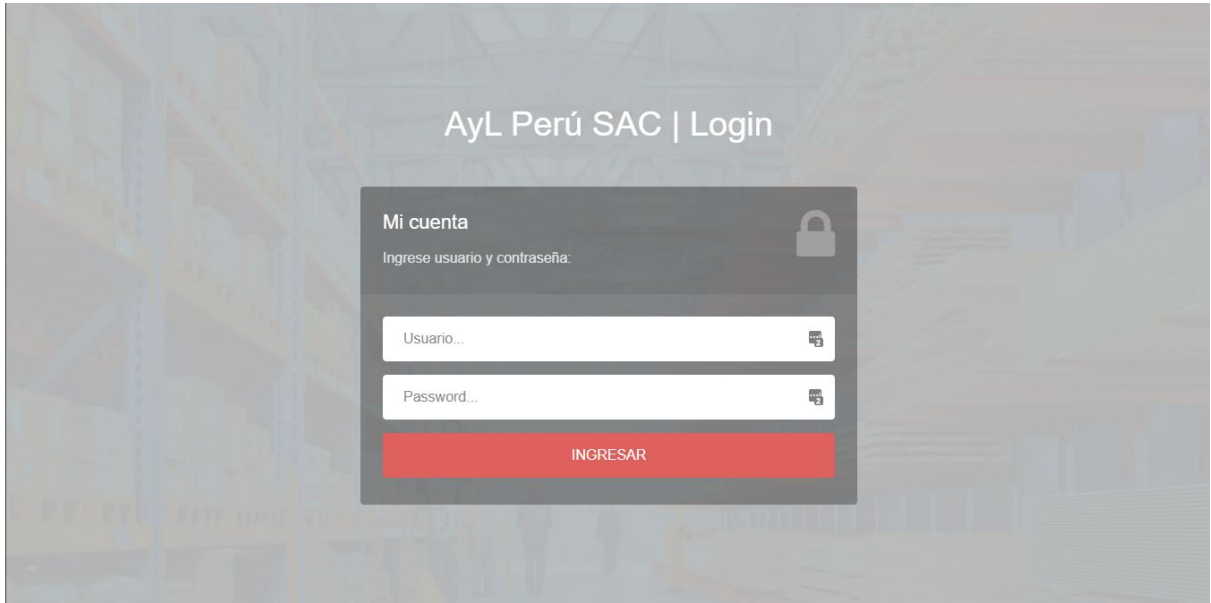 AyL Perú SAC | Login
Mi cuenta
Ingrese usuario y contraseña:
Usuario...
Password...
INGRESAR